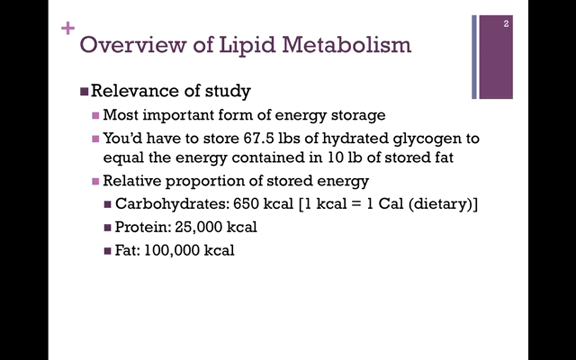 2
+
Overview of Lipid Metabolism
Relevance of study
Most important form of energy storage
You'd have to store 67.5 lbs of hydrated glycogen to
equal the energy contained in 10 lb of stored fat
Relative proportion of stored energy
Carbohydrates: 650 kcal [1 kcal = 1 Cal (dietary)]
Protein: 25,000 kcal
Fat: 100,000 kcal